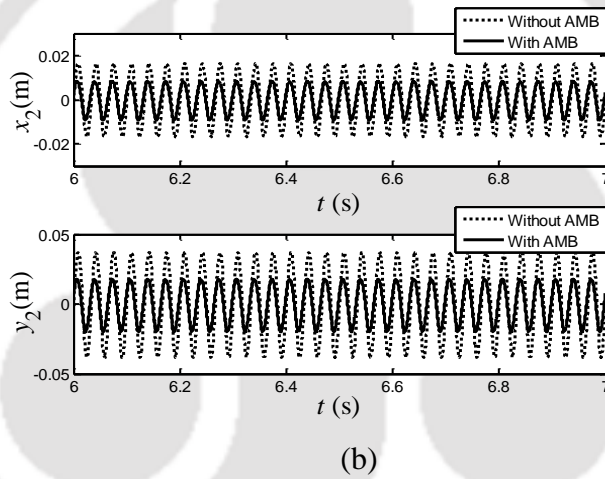 Without AMB
With AMB
0.02
0
-0.02
x2(m)
6 6.2 6.4 6.6 6.8 7
t (s)
Without AMB
With AMB
0.05
0
-0.05
y2(m)
6 6.2 6.4 6.6 6.8 7
t (s)
(b)